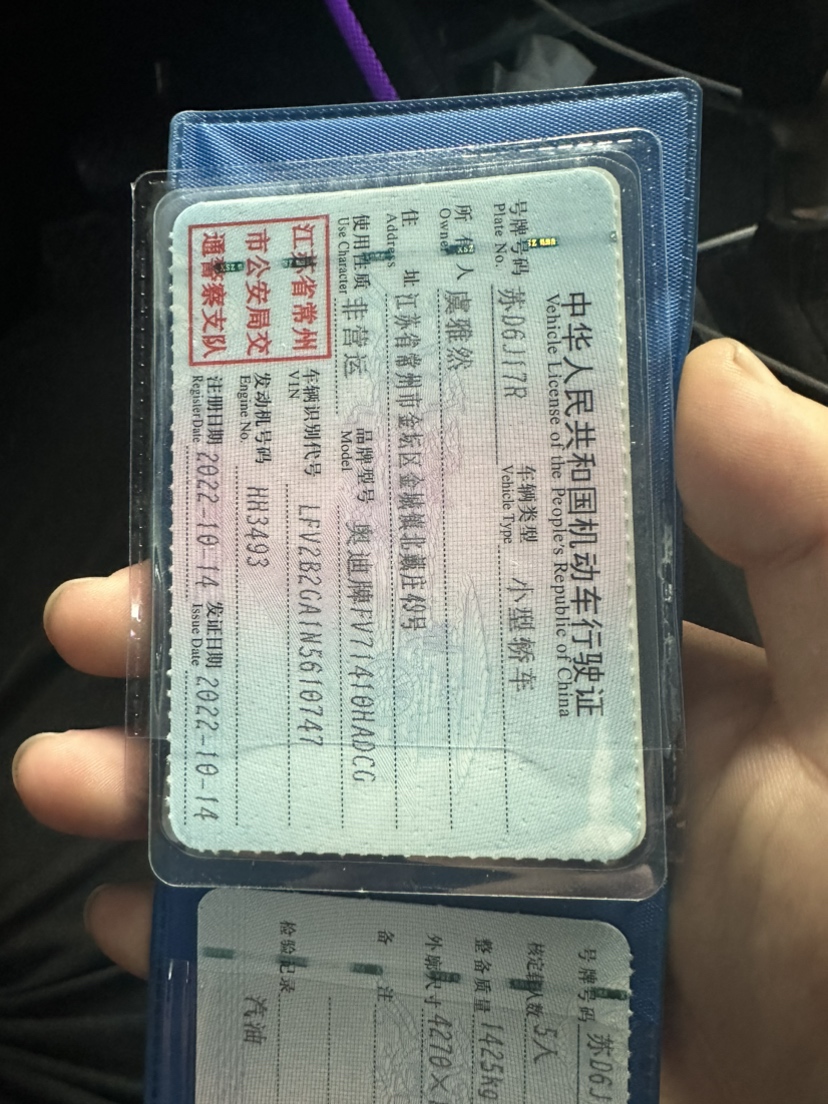 中华人民共和国机动车行驶证
Vehicle License of the People's Republic of China
号牌号码 苏D6J17R 车辆类型 小型轿车
Plate No. Vehicle Type
所有人 虞雅然
Owner
住址 江苏省常州市金坛区金城镇北戴庄49号
Address
使用性质 非营运 品牌型号 奥迪牌FV7141OHADCG
Use Character Model
江苏省常州
市公安局交
通警察支队
车辆识别代号 LFV2B2GA1N5610747
VIN
发动机号码 HH3493
Engine No.
注册日期 2022-10-14 发证日期 2022-10-14
Register Date Issue Date
号牌号码 苏D6J
核定载人数 5人
整备质量 1425kg
外廓尺寸 4270×
备注
检验记录
汽油